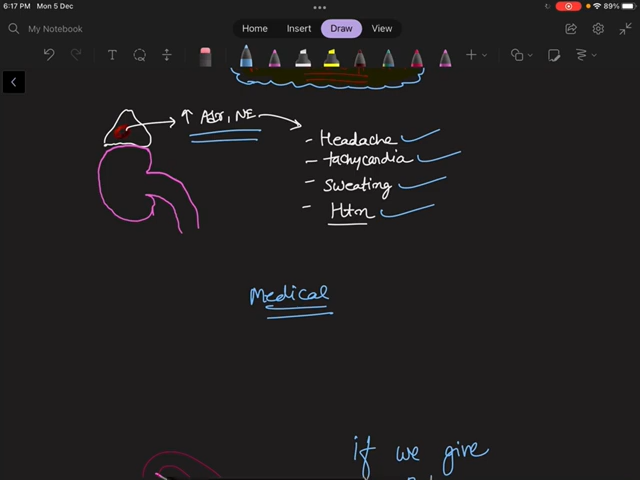 6:17 PM Mon 5 Dec
89%
My Notebook
Home Insert Draw View
↑ Adr, NE
- Headache
- Tachycardia
- Sweating
- Htn
Medical
if we give